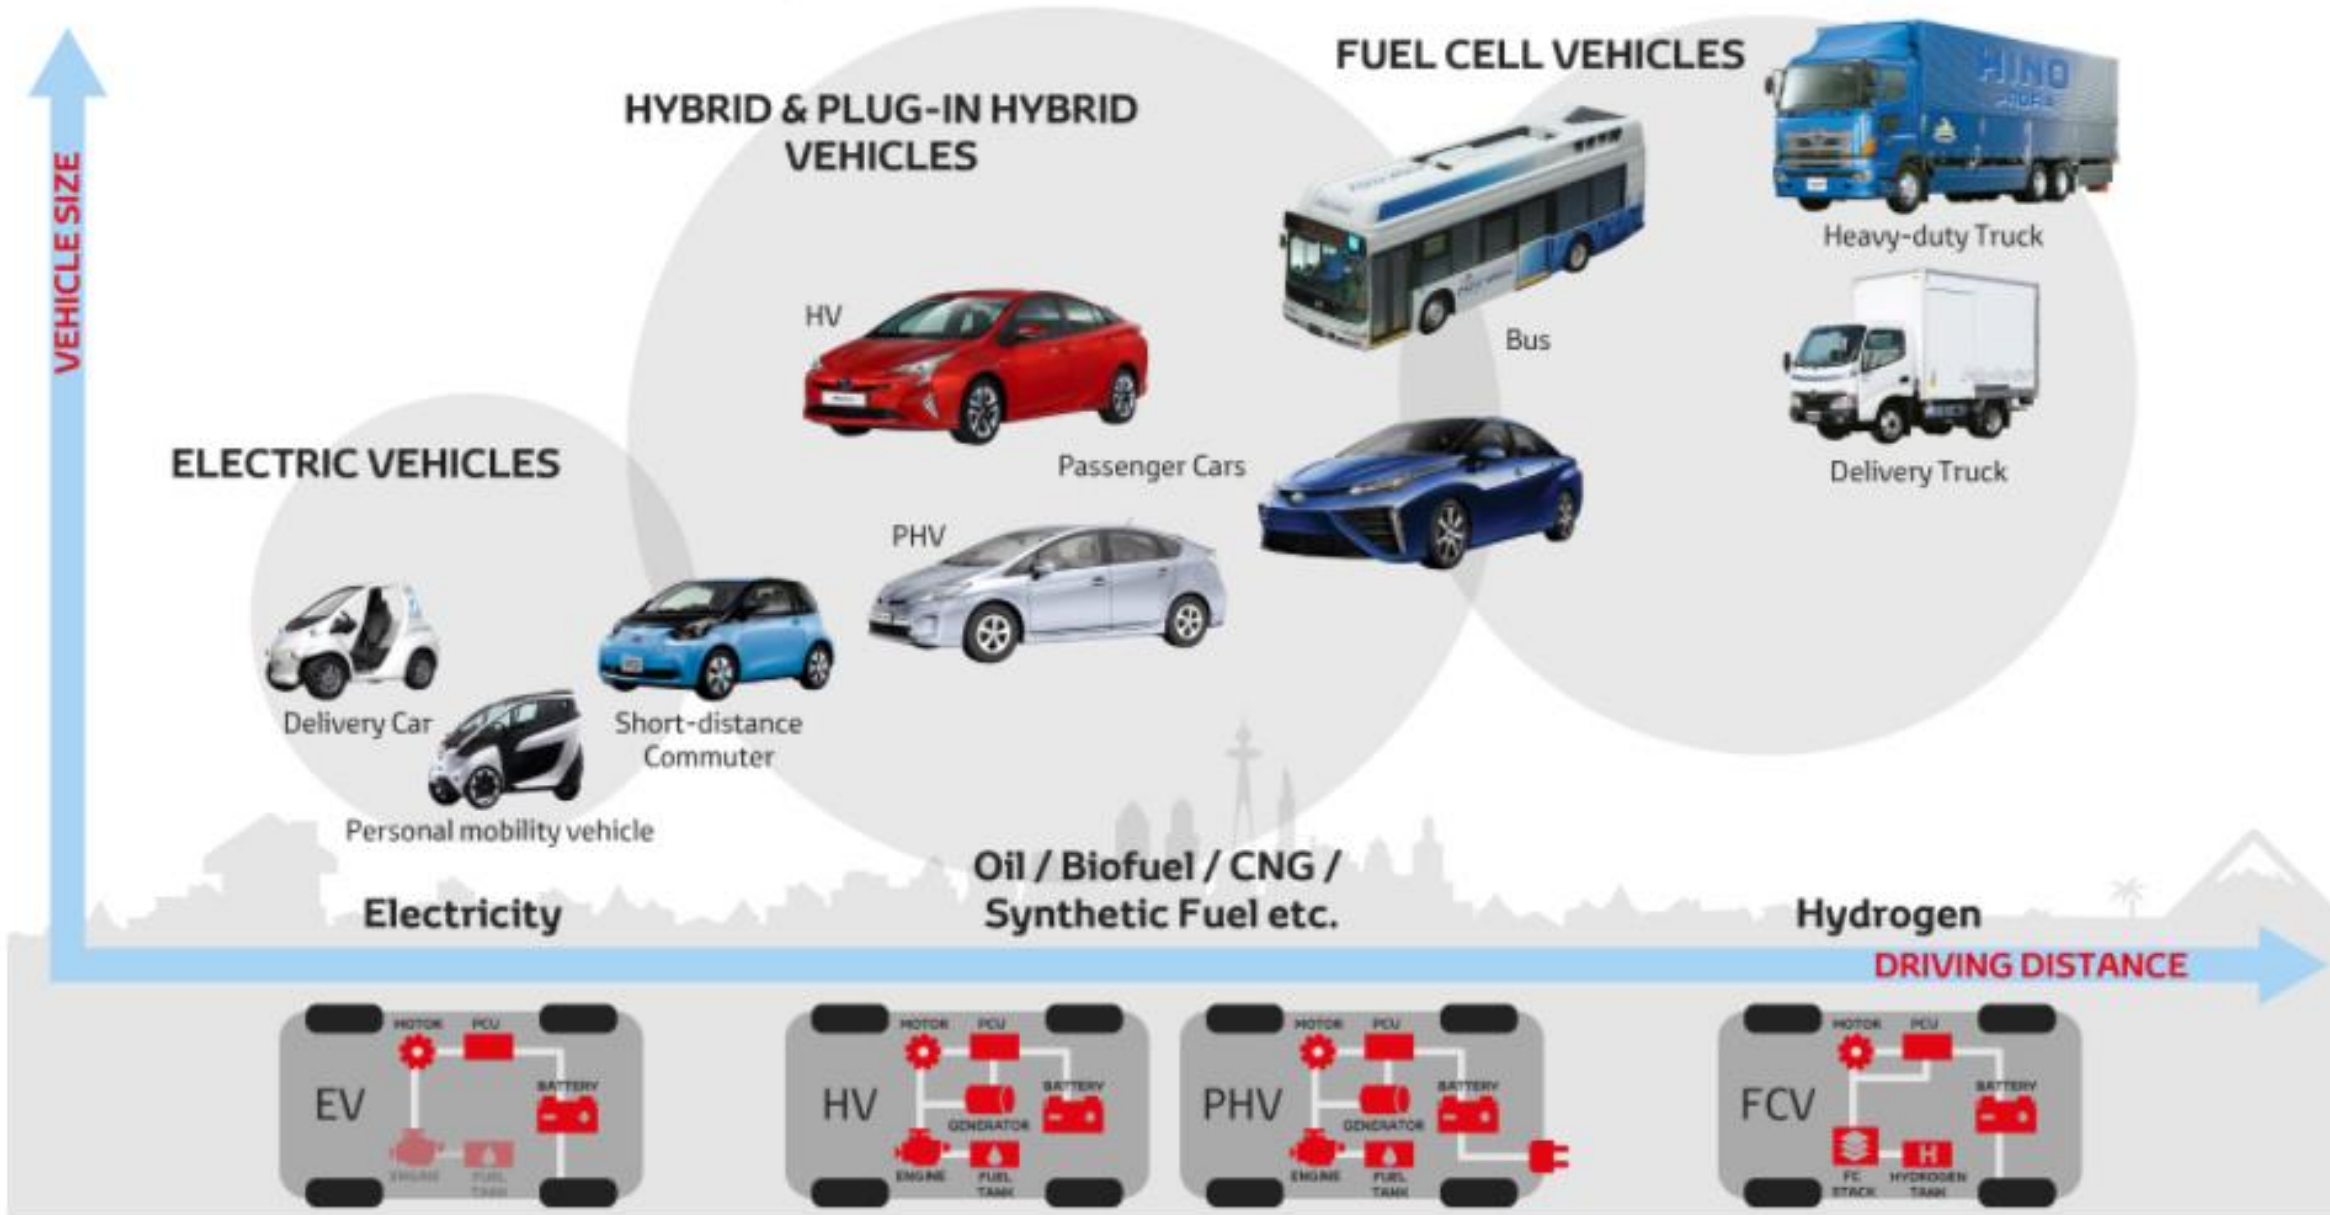 FUEL CELL VEHICLES
HINO
HYBRID & PLUG-IN HYBRID
VEHICLES
VEHICLE SIZE
Heavy-duty Truck
HV
Bus
ELECTRIC VEHICLES
Passenger Cars
Delivery Truck
PHV
Delivery Car
Short-distance
Commuter
Personal mobility vehicle
Oil / Biofuel / CNG /
Synthetic Fuel etc.
Electricity
Hydrogen
DRIVING DISTANCE
MOTOR PCU
BATTERY
EV
ENGINE FUEL
TANK
MOTOR PCU
BATTERY
HV
GENERATOR
ENGINE FUEL
TANK
MOTOR PCU
BATTERY
PHV
GENERATOR
ENGINE FUEL
TANK
MOTOR PCU
BATTERY
FCV
H
FC HYDROGEN
STACK TANK